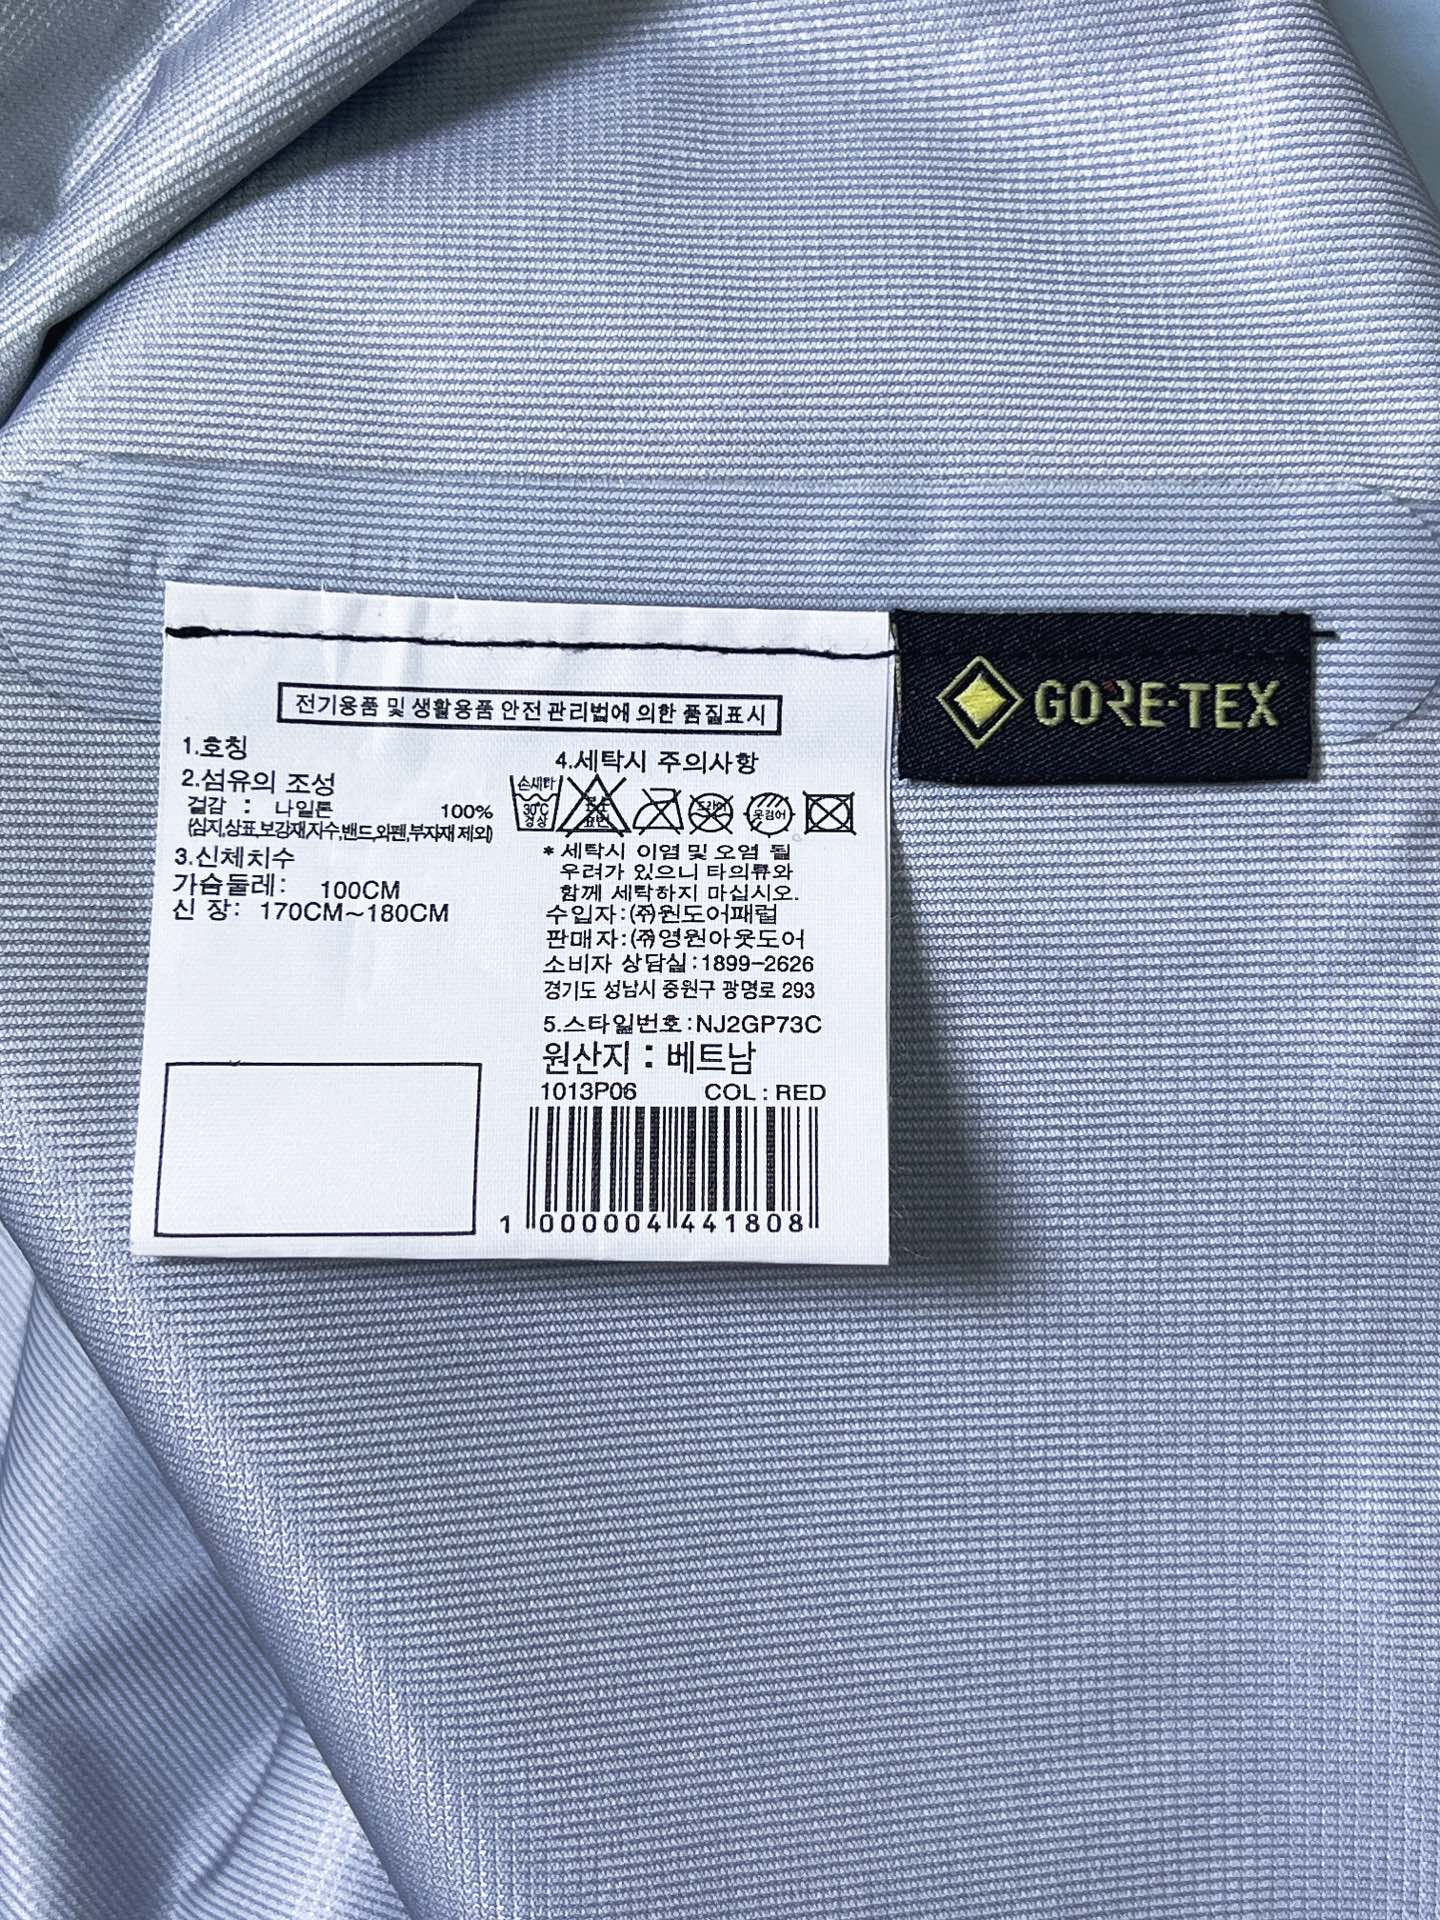 전기용품 및 생활용품 안전 관리법에 의한 품질표시
GORE-TEX
1.호칭
2.섬유의 조성
겉감 : 나일론 100%
(심지,상표,보강재,자수,밴드,와펜,부자재 제외)
3.신체치수
가슴둘레: 100CM
신 장: 170CM~180CM
4.세탁시 주의사항
손세탁
30℃
중성
옷걸이
* 세탁시 이염 및 오염 될
우려가 있으니 타의류와
함께 세탁하지 마십시오.
수입자:(쮸)윈도어패럴
판매자:(쮸)영원아웃도어
소비자 상담실:1899-2626
경기도 성남시 중원구 광명로 293
5.스타일번호:NJ2GP73C
원산지 : 베트남
1013P06 COL : RED
1 000004 441808